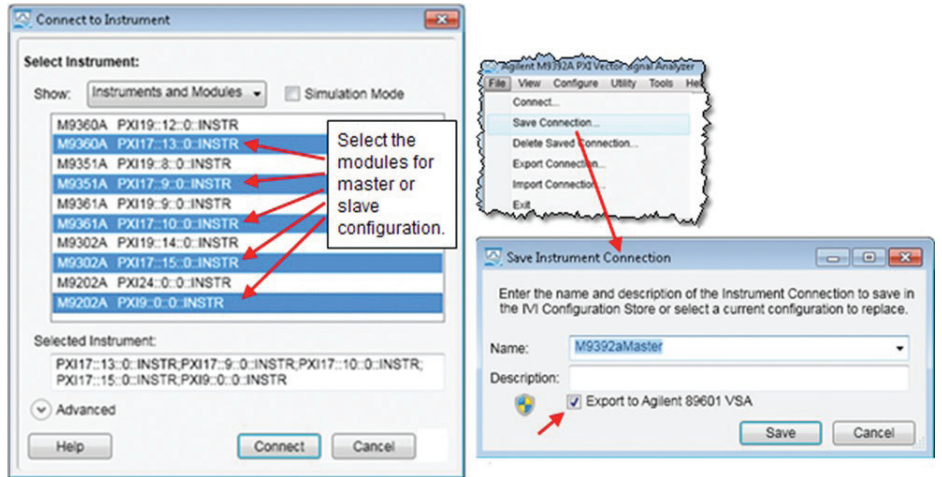 Connect to Instrument
Select Instrument:
Show: Instruments and Modules Simulation Mode
M9360A PXI19::12::0::INSTR
M9360A PXI17::13::0::INSTR
M9351A PXI19::8::0::INSTR
M9351A PXI17::9::0::INSTR
M9361A PXI19::9::0::INSTR
M9361A PXI17::10::0::INSTR
M9302A PXI19::14::0::INSTR
M9302A PXI17::15::0::INSTR
M9202A PXI24::0::0::INSTR
M9202A PXI9::0::0::INSTR
Select the
modules for
master or
slave
configuration.
Selected Instrument:
PXI17::13::0::INSTR;PXI17::9::0::INSTR;PXI17::10::0::INSTR;
PXI17::15::0::INSTR;PXI9::0::0::INSTR
Advanced
Help Connect Cancel
Agilent M9392A PXI Vector Signal Analyzer
File View Configure Utility Tools Hel
Connect...
Save Connection...
Delete Saved Connection...
Export Connection...
Import Connection...
Exit
Save Instrument Connection
Enter the name and description of the Instrument Connection to save in
the IVI Configuration Store or select a current configuration to replace.
Name: M9392aMaster
Description:
Export to Agilent 89601 VSA
Save Cancel